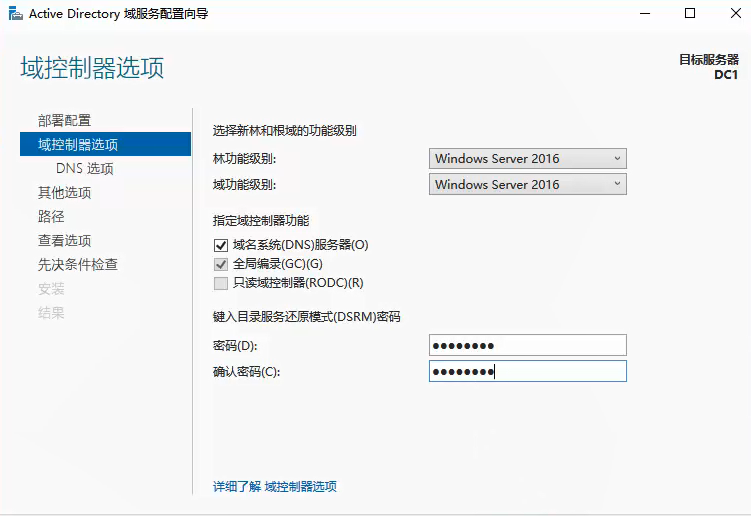 Active Directory 域服务配置向导
域控制器选项
目标服务器
DC1
部署配置
域控制器选项
DNS 选项
其他选项
路径
查看选项
先决条件检查
安装
结果
选择新林和根域的功能级别
林功能级别: Windows Server 2016
域功能级别: Windows Server 2016
指定域控制器功能
域名系统(DNS)服务器(O)
全局编录(GC)(G)
只读域控制器(RODC)(R)
键入目录服务还原模式(DSRM)密码
密码(D): ●●●●●●●●
确认密码(C): ●●●●●●●●
详细了解 域控制器选项